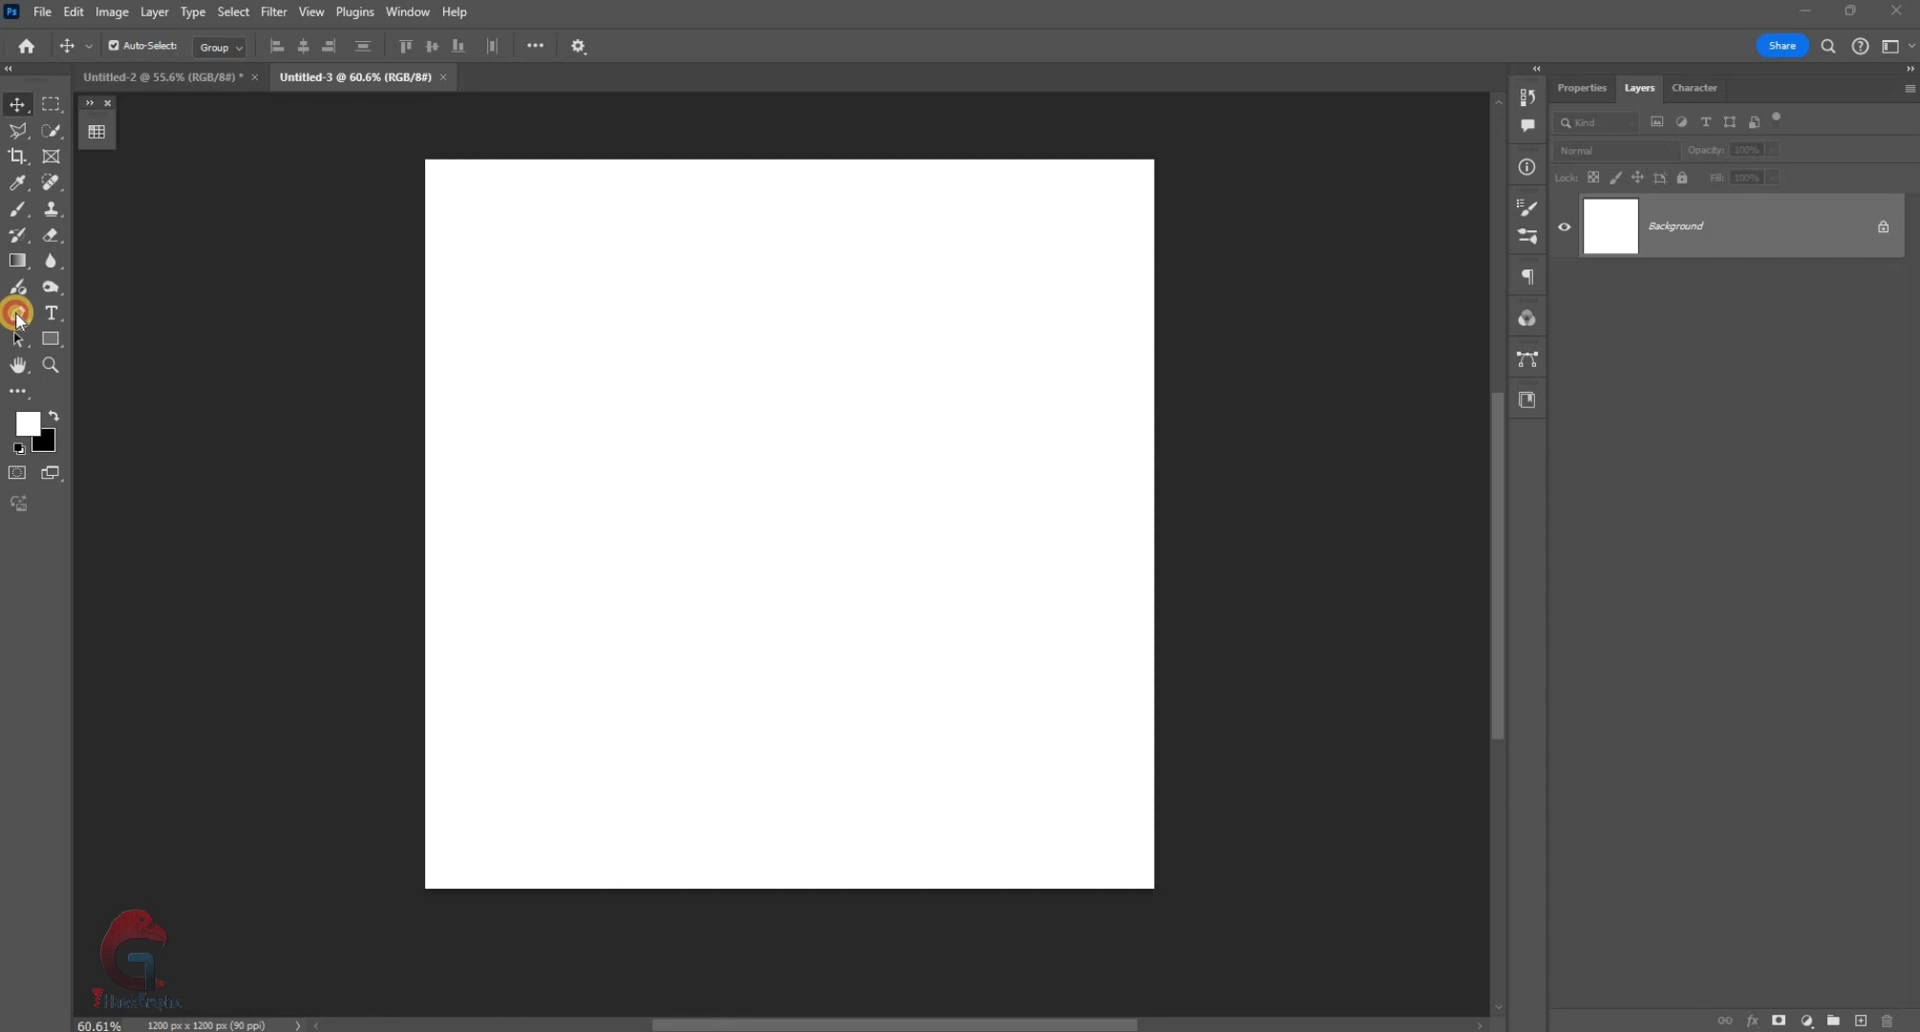 Ps File Edit Image Layer Type Select Filter View Plugins Window Help
Auto-Select: Group Share
Untitled-2 @ 55.6% (RGB/8#) * × Untitled-3 @ 60.6% (RGB/8#) ×
Properties Layers Character
Kind
Normal Opacity: 100%
Lock: Fill: 100%
Background
T
60.61% 1200 px x 1200 px (90 ppi)